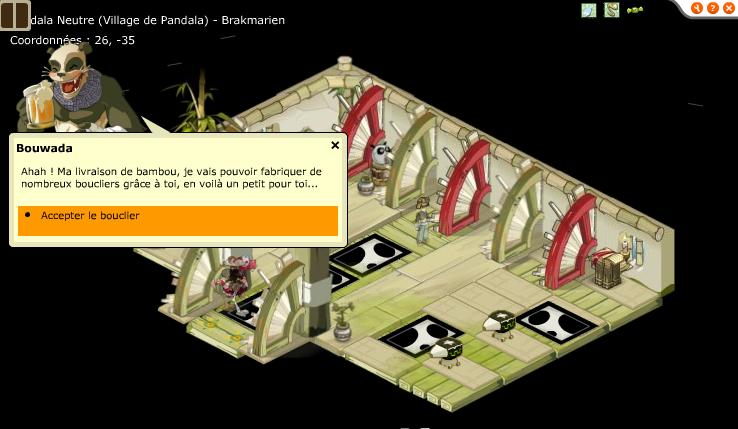 dala Neutre (Village de Pandala) - Brakmarien
Coordonnées : 26, -35
Bouwada
Ahah ! Ma livraison de bambou, je vais pouvoir fabriquer de
nombreux boucliers grâce à toi, en voilà un petit pour toi...
Accepter le bouclier